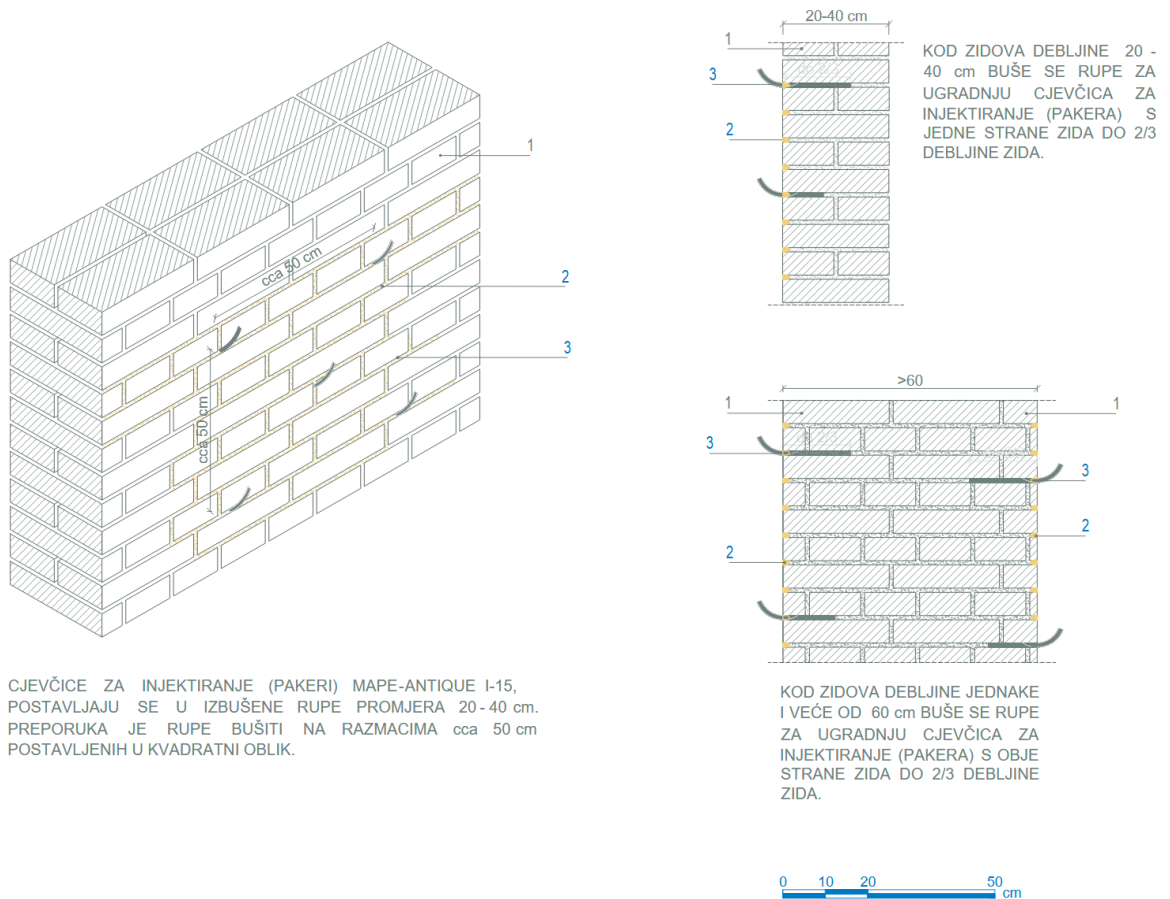 20-40 cm
1
3
2
KOD ZIDOVA DEBLJINE 20 -
40 cm BUŠE SE RUPE ZA
UGRADNJU CJEVČICA ZA
INJEKTIRANJE (PAKERA) S
JEDNE STRANE ZIDA DO 2/3
DEBLJINE ZIDA.
1
cca 50 cm
2
3
cca 50 cm
>60
1
1
3
do 2/3
3
2
2
CJEVČICE ZA INJEKTIRANJE (PAKERI) MAPE-ANTIQUE I-15,
POSTAVLJAJU SE U IZBUŠENE RUPE PROMJERA 20 - 40 cm.
PREPORUKA JE RUPE BUŠITI NA RAZMACIMA cca 50 cm
POSTAVLJENIH U KVADRATNI OBLIK.
KOD ZIDOVA DEBLJINE JEDNAKE
I VEĆE OD 60 cm BUŠE SE RUPE
ZA UGRADNJU CJEVČICA ZA
INJEKTIRANJE (PAKERA) S OBJE
STRANE ZIDA DO 2/3 DEBLJINE
ZIDA.
0 10 20 50
cm